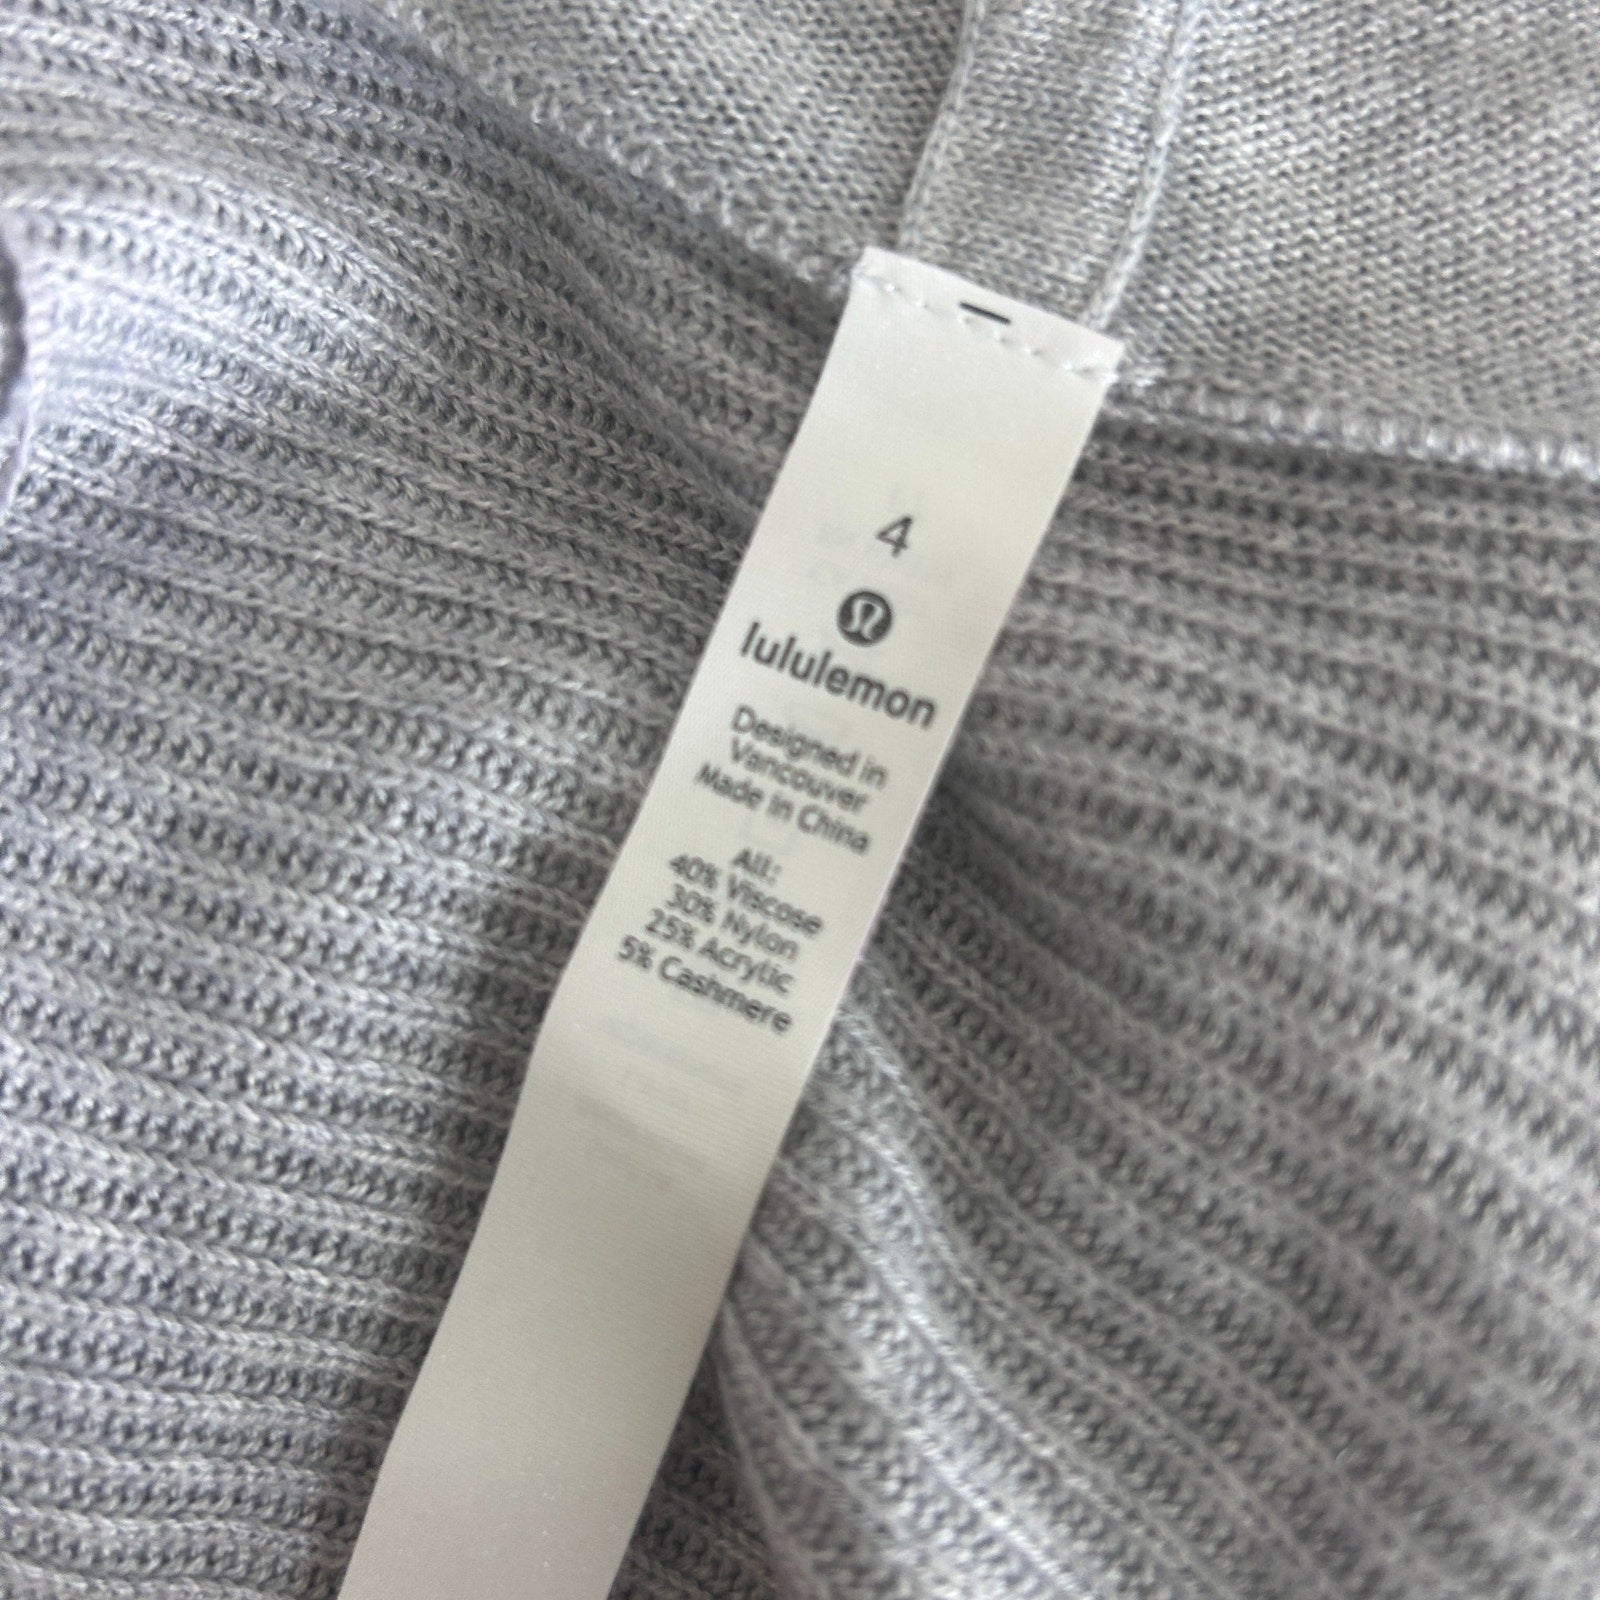 4
lululemon
Designed in
Vancouver
Made in China
All:
40% Viscose
30% Nylon
25% Acrylic
5% Cashmere